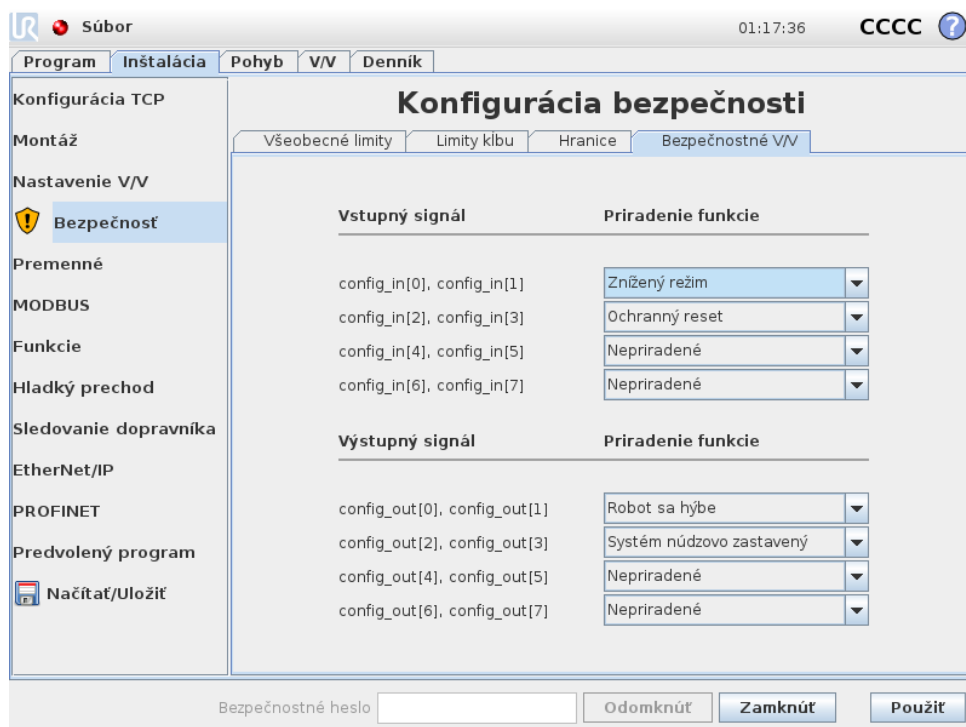 Súbor 01:17:36 CCCC ?
Program Inštalácia Pohyb V/V Denník
Konfigurácia TCP
Montáž
Nastavenie V/V
Bezpečnosť
Premenné
MODBUS
Funkcie
Hladký prechod
Sledovanie dopravníka
EtherNet/IP
PROFINET
Predvolený program
Načítať/Uložiť
Konfigurácia bezpečnosti
Všeobecné limity Limity kĺbu Hranice Bezpečnostné V/V
Vstupný signál Priradenie funkcie
config_in[0], config_in[1] Znížený režim
config_in[2], config_in[3] Ochranný reset
config_in[4], config_in[5] Nepriradené
config_in[6], config_in[7] Nepriradené
Výstupný signál Priradenie funkcie
config_out[0], config_out[1] Robot sa hýbe
config_out[2], config_out[3] Systém núdzovo zastavený
config_out[4], config_out[5] Nepriradené
config_out[6], config_out[7] Nepriradené
Bezpečnostné heslo Odomknúť Zamknúť Použiť